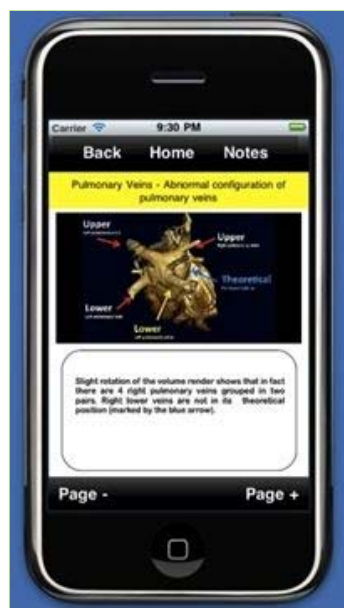 Carrier 9:30 PM
Back Home Notes
Pulmonary Veins - Abnormal configuration of
pulmonary veins
Upper
Upper
Theoretical
Lower
Lower
Slight rotation of the volume render shows that in fact
there are 4 right pulmonary veins grouped in two
pairs. Right lower veins are not in its theoretical
position (marked by the blue arrow).
Page - Page +